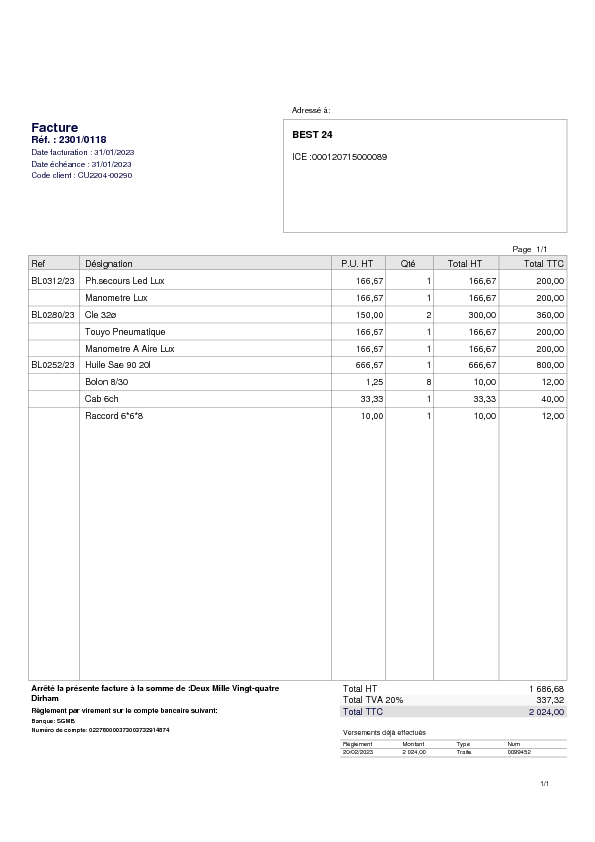 Adressé à:
Facture
Réf. : 2301/0118
Date facturation : 31/01/2023
Date échéance : 31/01/2023
Code client : CU2204-00290
BEST 24
ICE :000120715000089
Page 1/1
Ref Désignation P.U. HT Qté Total HT Total TTC
BL0312/23 Ph.secours Led Lux 166,67 1 166,67 200,00
Manometre Lux 166,67 1 166,67 200,00
BL0280/23 Cle 32ø 150,00 2 300,00 360,00
Touyo Pneumatique 166,67 1 166,67 200,00
Manometre A Aire Lux 166,67 1 166,67 200,00
BL0252/23 Huile Sae 90 20l 666,67 1 666,67 800,00
Bolon 8/30 1,25 8 10,00 12,00
Cab 6ch 33,33 1 33,33 40,00
Raccord 6*6*8 10,00 1 10,00 12,00
Arrêté la présente facture à la somme de :Deux Mille Vingt-quatre
Dirham
Règlement par virement sur le compte bancaire suivant:
Banque: SGMB
Total HT 1 686,68
Total TVA 20% 337,32
Total TTC 2 024,00
Versements déjà effectués
Règlement Montant Type Num
20/02/2023 2 024,00 Traite 0099452
1/1